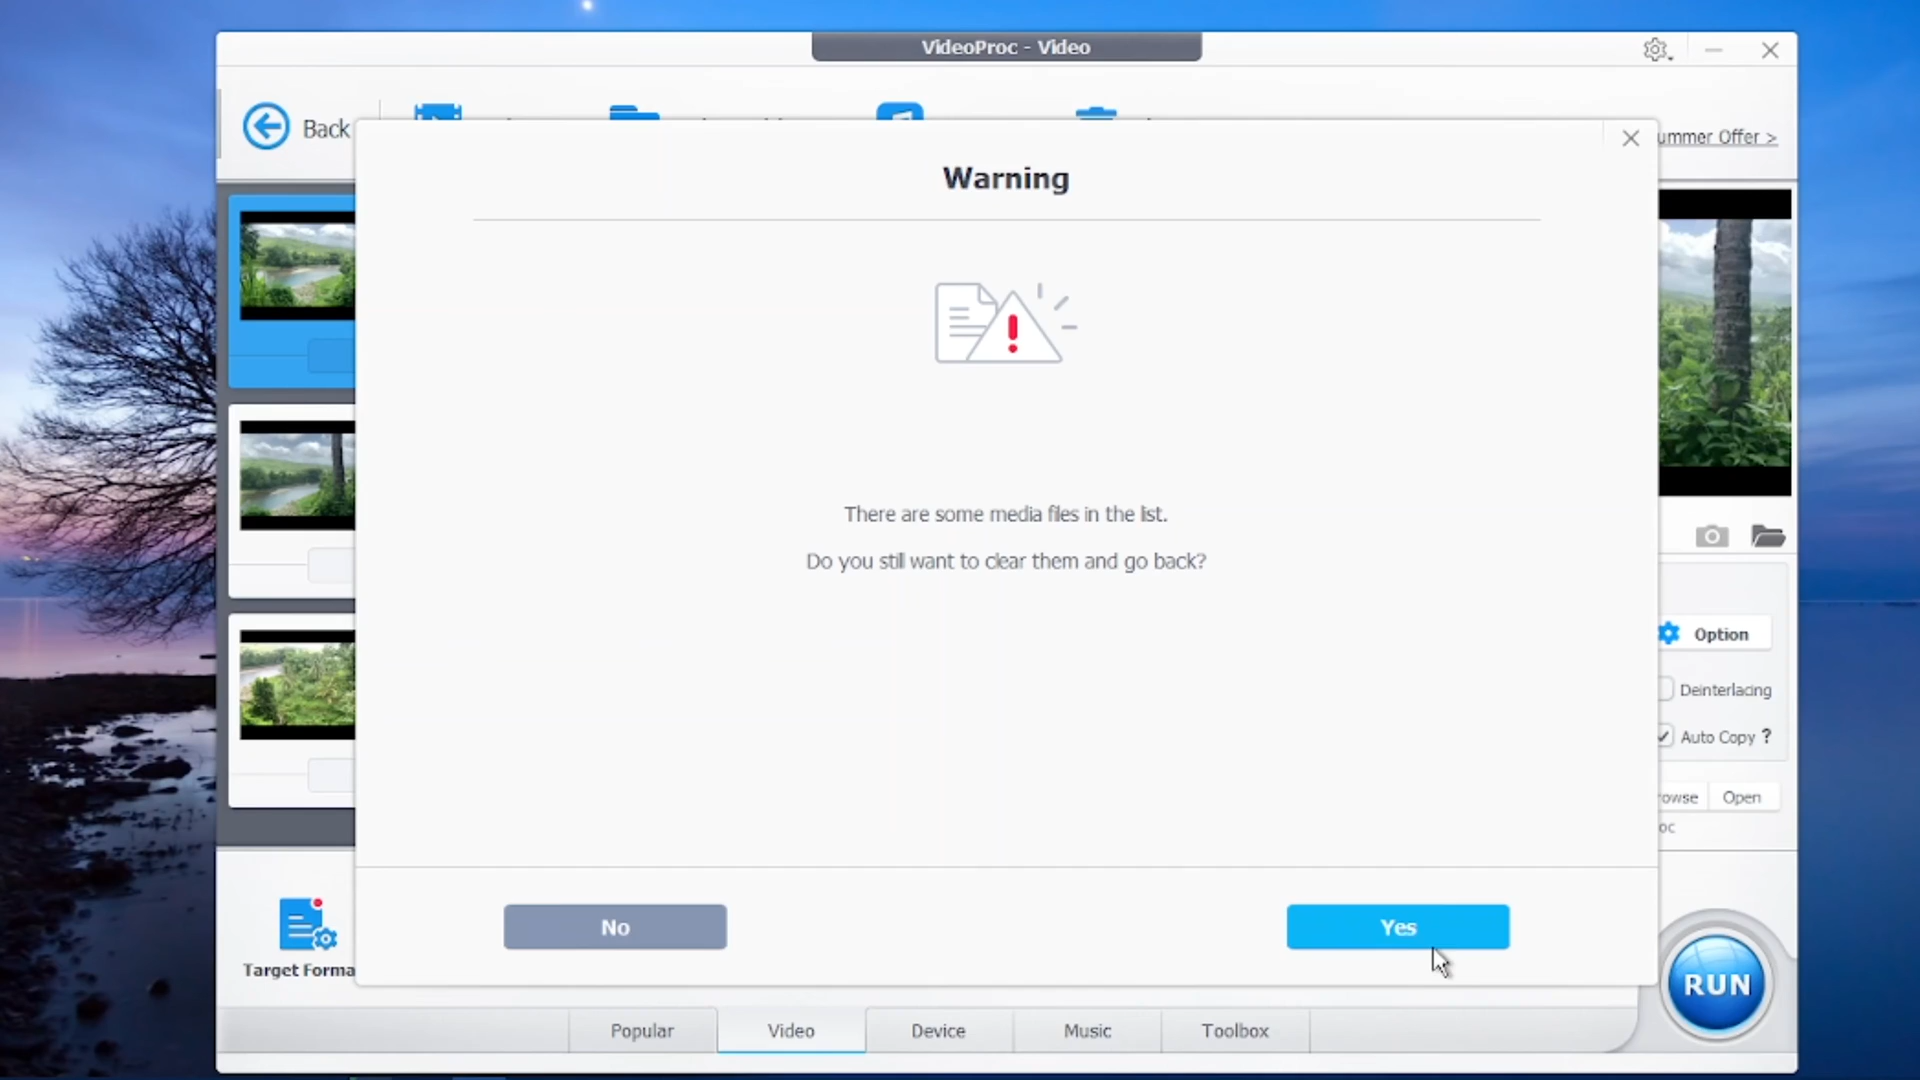 VideoProc - Video
Back
ummer Offer >
Warning
There are some media files in the list.
Do you still want to clear them and go back?
Option
Deinterlacing
Auto Copy ?
rowse
Open
oc
No
Yes
Target Forma
RUN
Popular
Video
Device
Music
Toolbox